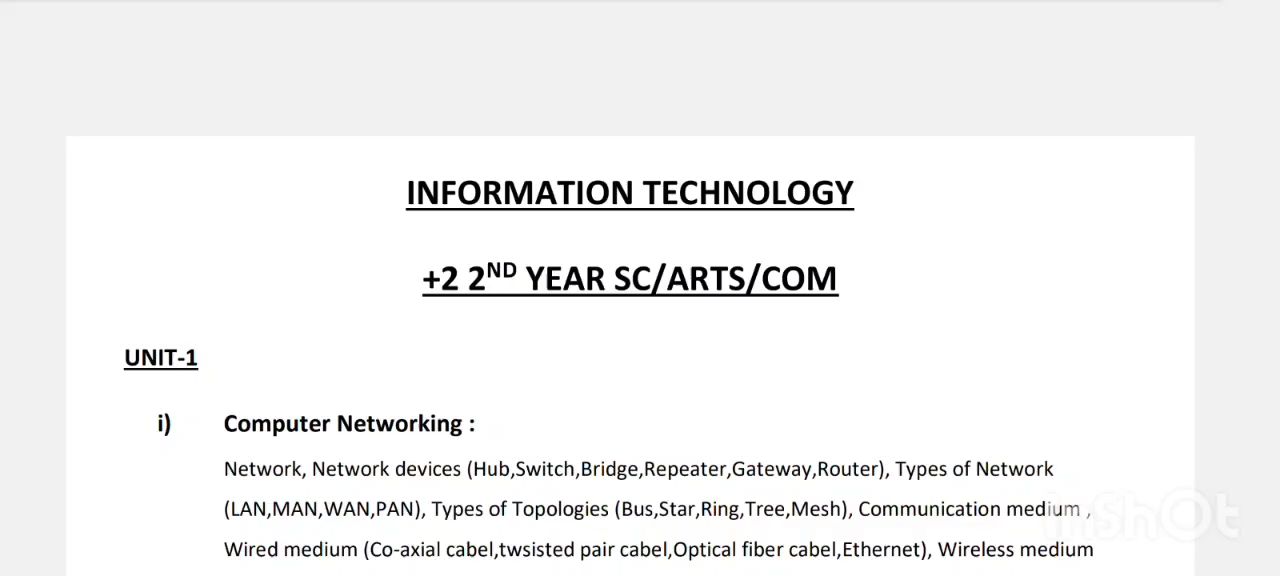 INFORMATION TECHNOLOGY
+2 2ND YEAR SC/ARTS/COM
UNIT-1
i) Computer Networking :
Network, Network devices (Hub,Switch,Bridge,Repeater,Gateway,Router), Types of Network
(LAN,MAN,WAN,PAN), Types of Topologies (Bus,Star,Ring,Tree,Mesh), Communication medium ,
Wired medium (Co-axial cabel,twsisted pair cabel,Optical fiber cabel,Ethernet), Wireless medium
InShOt